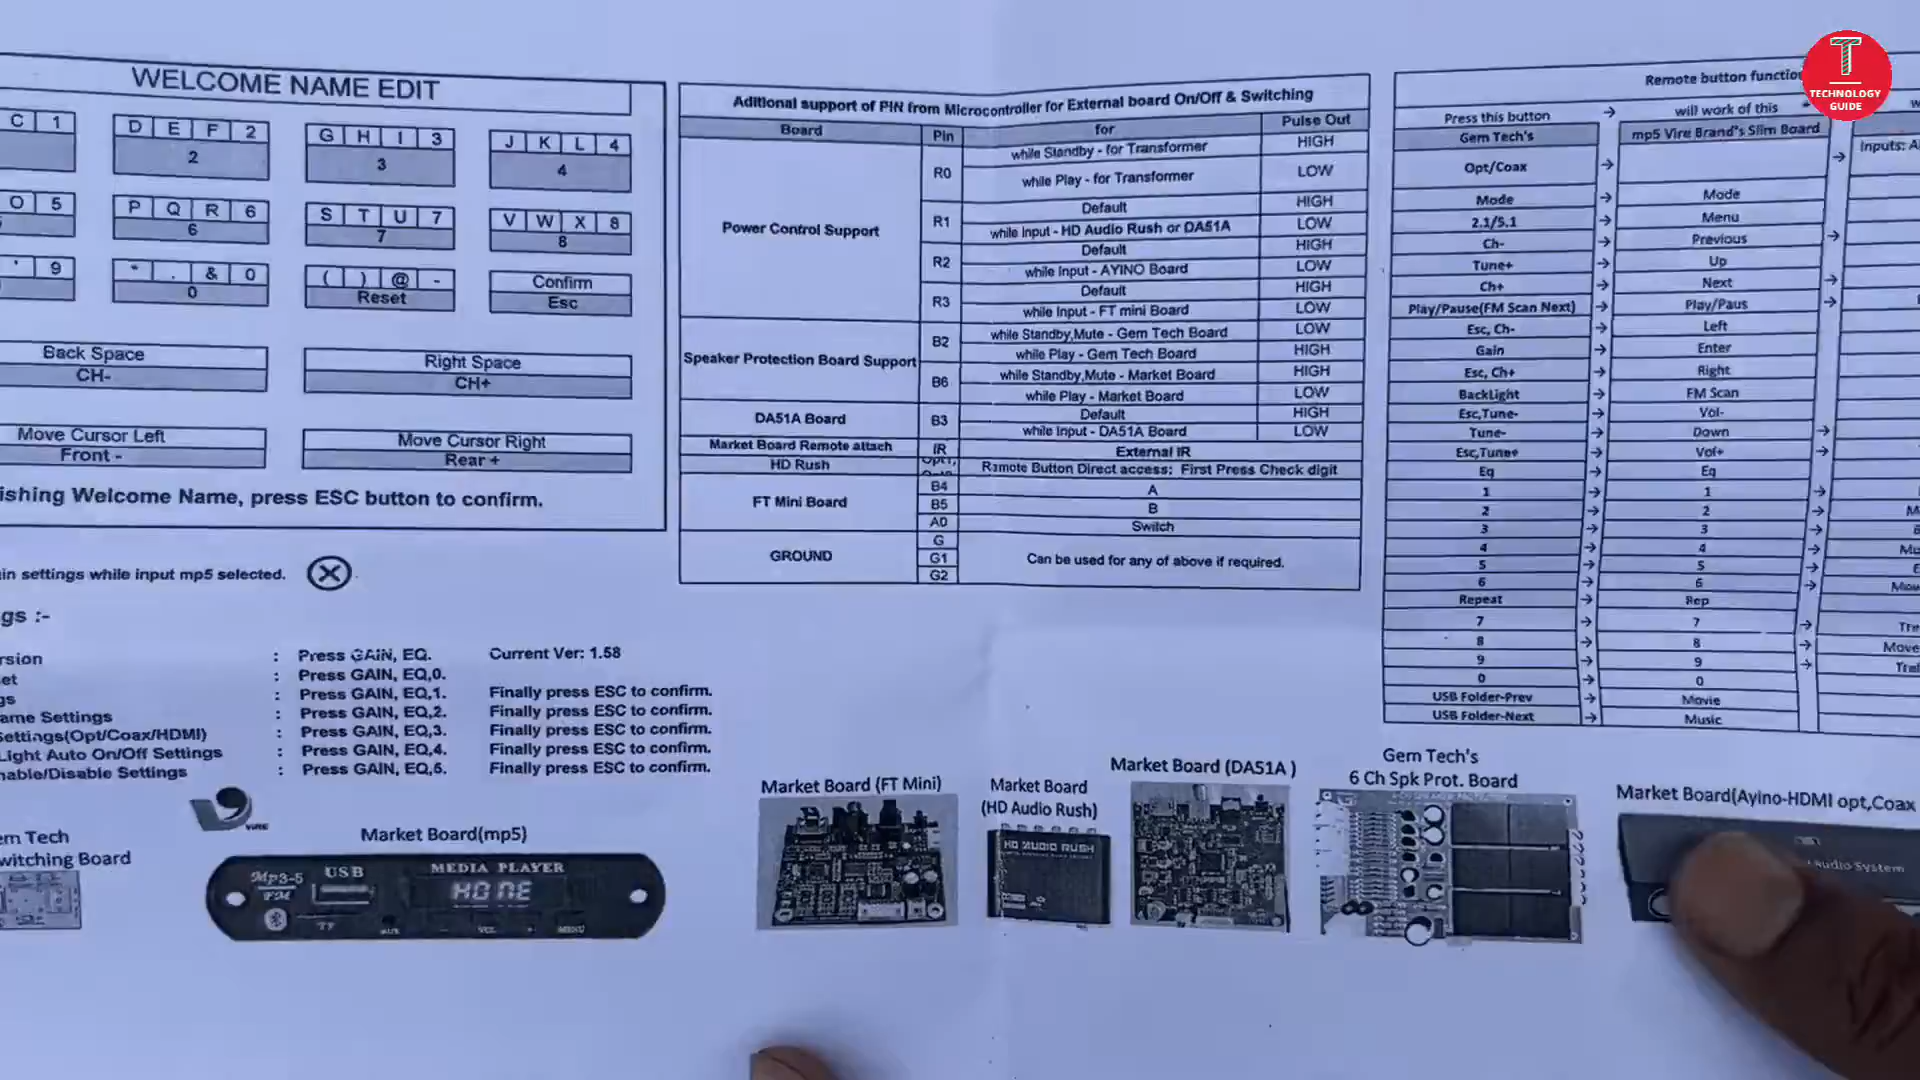 T
TECHNOLOGY
GUIDE
WELCOME NAME EDIT
C 1 D E F 2 G H I 3 J K L 4
2 3 4
O 5 P Q R 6 S T U 7 V W X 8
6 7 8
' 9 * . & 0 ( ) @ - Confirm
0 Reset Esc
Back Space Right Space
CH- CH+
Move Cursor Left Move Cursor Right
Front - Rear +
ishing Welcome Name, press ESC button to confirm.
in settings while input mp5 selected.
gs :-
rsion : Press GAIN, EQ. Current Ver: 1.58
et : Press GAIN, EQ,0.
gs : Press GAIN, EQ,1. Finally press ESC to confirm.
ame Settings : Press GAIN, EQ,2. Finally press ESC to confirm.
Settings(Opt/Coax/HDMI) : Press GAIN, EQ,3. Finally press ESC to confirm.
Light Auto On/Off Settings : Press GAIN, EQ,4. Finally press ESC to confirm.
nable/Disable Settings : Press GAIN, EQ,5. Finally press ESC to confirm.
Aditional support of PIN from Microcontroller for External board On/Off & Switching
Board Pin for Pulse Out
Power Control Support R0 while Standby - for Transformer HIGH
while Play - for Transformer LOW
R1 Default HIGH
while Input - HD Audio Rush or DA51A LOW
R2 Default HIGH
while Input - AYINO Board LOW
R3 Default HIGH
while Input - FT mini Board LOW
Speaker Protection Board Support B2 while Standby,Mute - Gem Tech Board LOW
while Play - Gem Tech Board HIGH
B6 while Standby,Mute - Market Board HIGH
while Play - Market Board LOW
DA51A Board B3 Default HIGH
while Input - DA51A Board LOW
Market Board Remote attach IR External IR
HD Rush Remote Button Direct access: First Press Check digit
FT Mini Board B4 A
B5 B
A0 Switch
GROUND G Can be used for any of above if required.
G1
G2
Remote button functio
Press this button → will work of this
Gem Tech's mp5 Vire Brand's Slim Board
Opt/Coax → → Inputs: A
Mode → Mode
2.1/5.1 → Menu
Ch- → Previous →
Tune+ → Up
Ch+ → Next →
Play/Pause(FM Scan Next) → Play/Paus →
Esc, Ch- → Left
Gain → Enter
Esc, Ch+ → Right
BackLight → FM Scan
Esc,Tune- → Vol-
Tune- → Down →
Esc,Tune+ → Vol+ →
Eq → Eq
1 → 1 →
2 → 2 → M
3 → 3 →
4 → 4 → Mu
5 → 5 → E
6 → 6 → Mov
Repeat → Rep
7 → 7 → Tre
8 → 8 → Move
9 → 9 → Trel
0 → 0
USB Folder-Prev → Movie
USB Folder-Next → Music
em Tech
witching Board
VIRE
Market Board(mp5)
Mp3-5
FM
USB
MEDIA PLAYER
HOME
TF
MENU
Market Board (FT Mini)
Market Board
(HD Audio Rush)
HD AUDIO RUSH
Market Board (DA51A )
Gem Tech's
6 Ch Spk Prot. Board
Market Board(Ayino-HDMI opt,Coax
Audio System